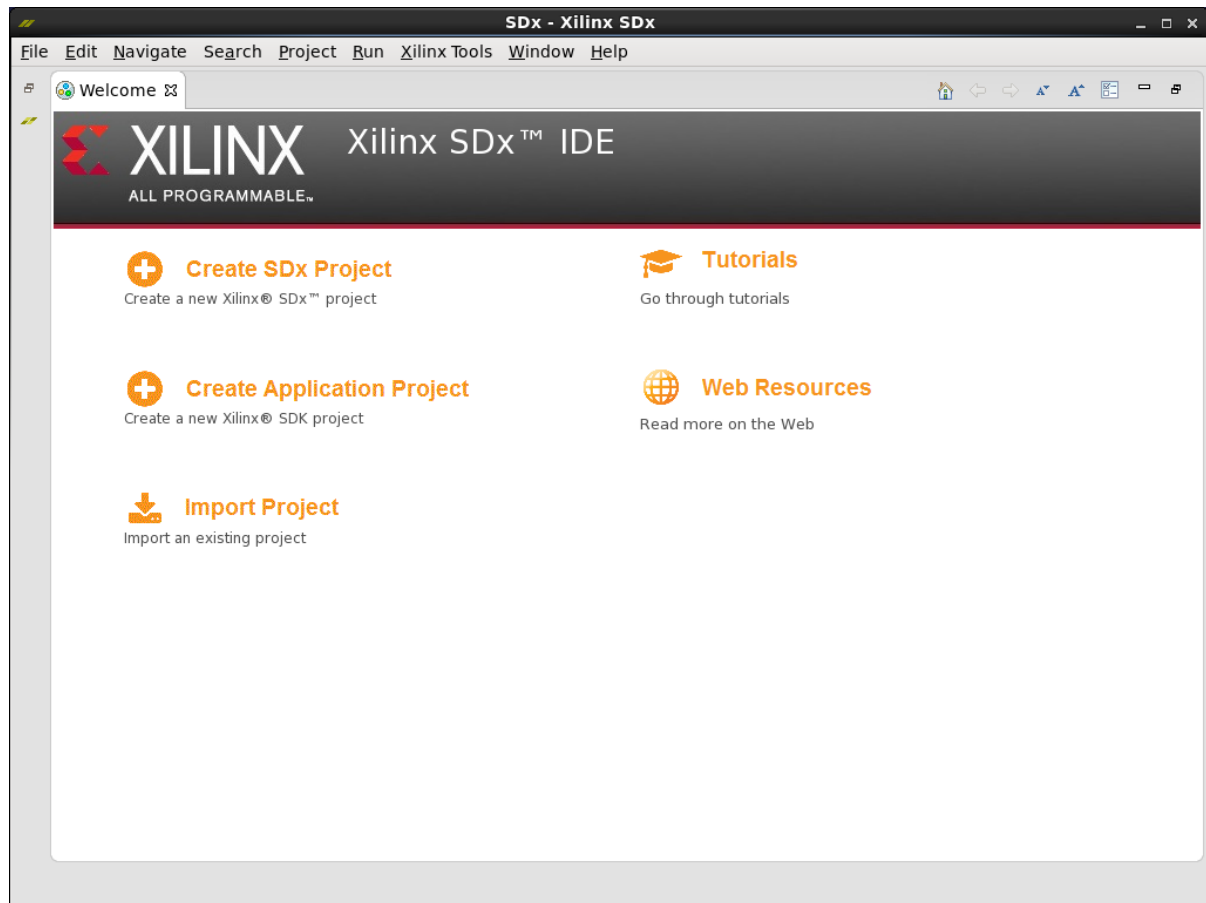 SDx - Xilinx SDx
File Edit Navigate Search Project Run Xilinx Tools Window Help
Welcome
XILINX
ALL PROGRAMMABLE™
Xilinx SDx™ IDE
Create SDx Project
Create a new Xilinx® SDx™ project
Create Application Project
Create a new Xilinx® SDK project
Import Project
Import an existing project
Tutorials
Go through tutorials
Web Resources
Read more on the Web